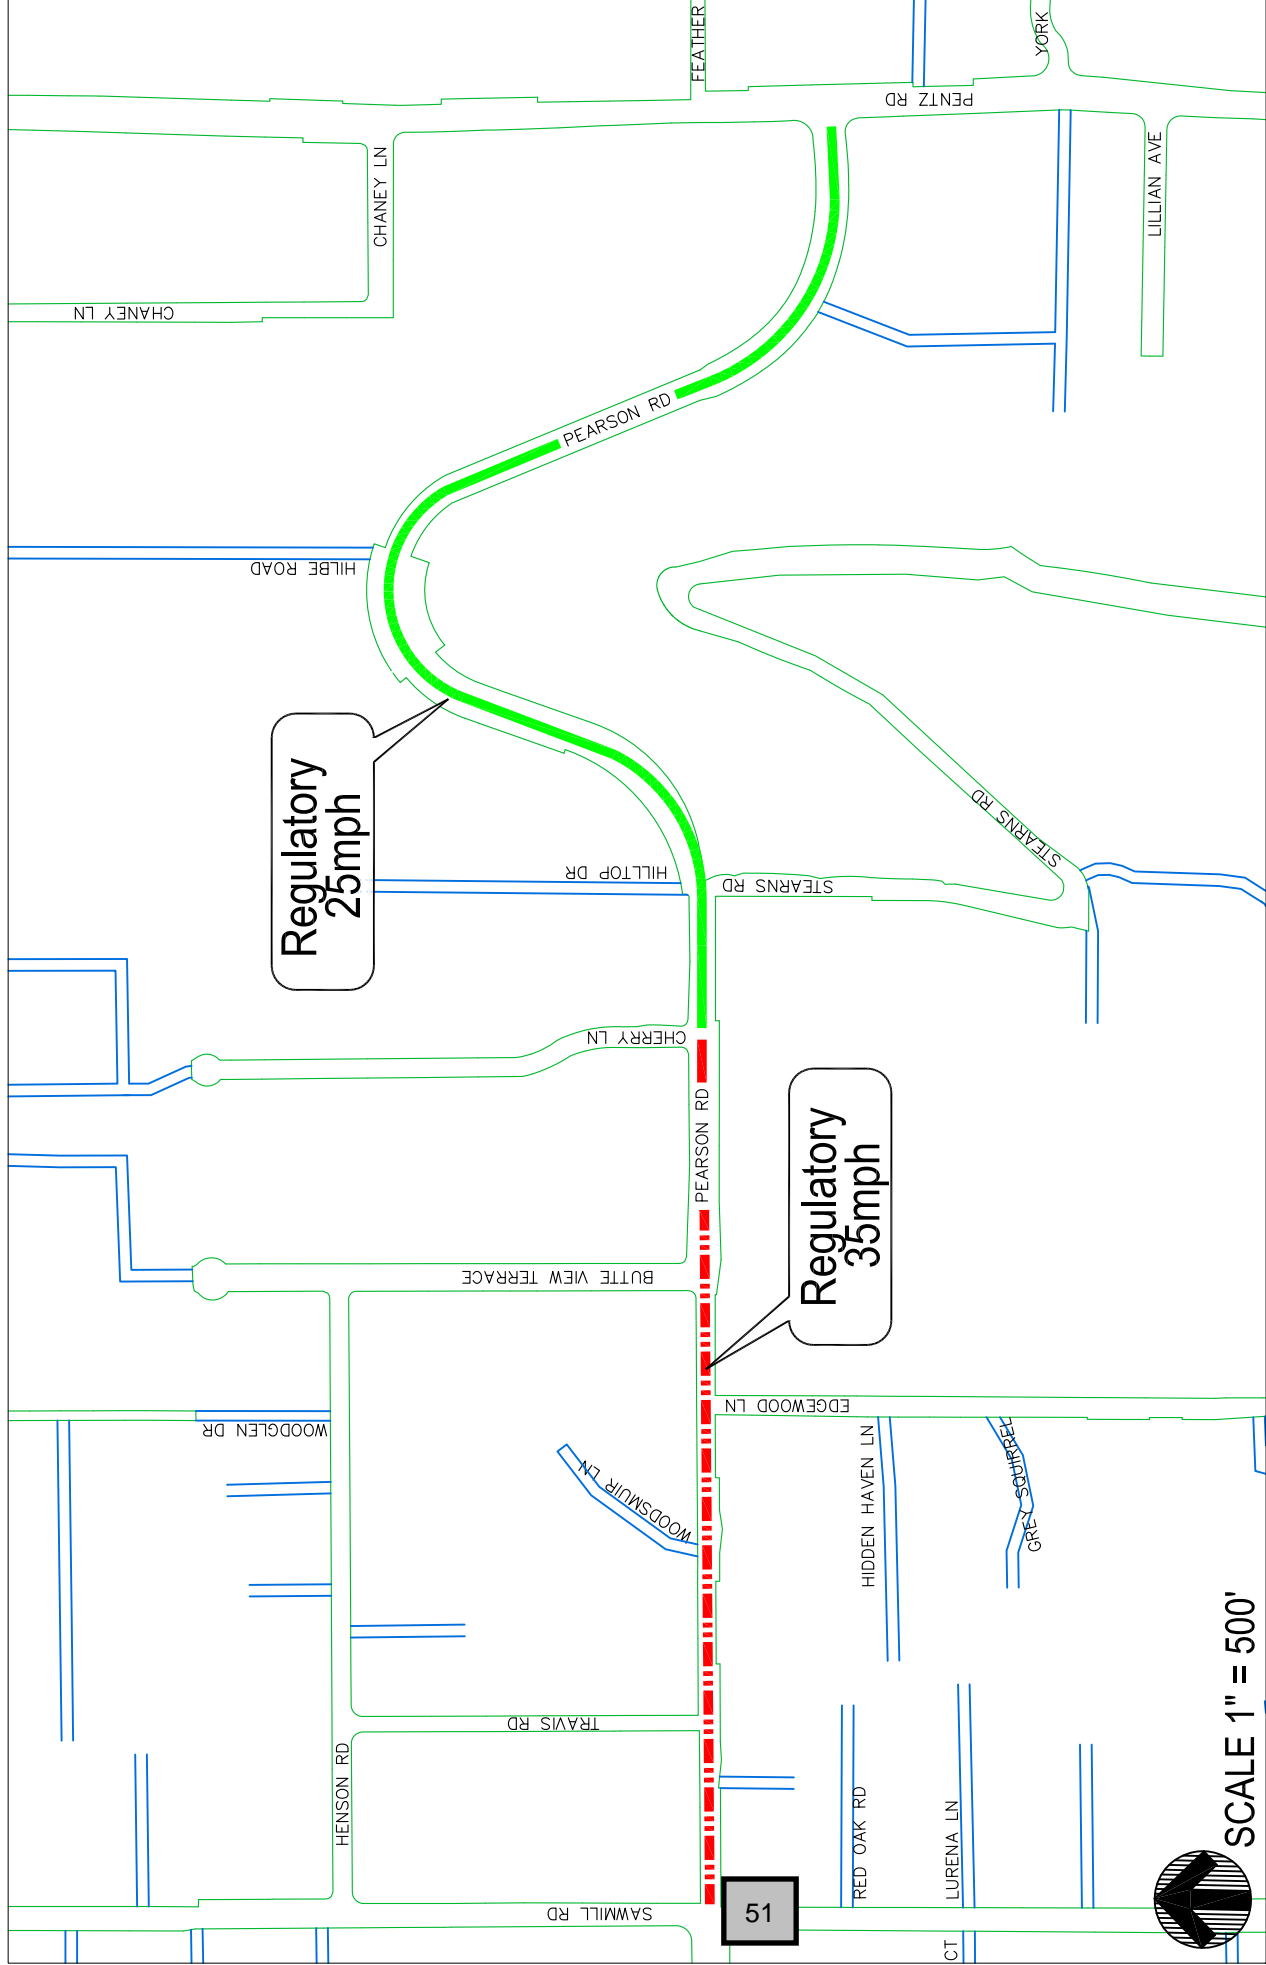 FEATHER
YORK
PENTZ RD
CHANEY LN
LILLIAN AVE
CHANEY LN
PEARSON RD
HILBE ROAD
Regulatory
25mph
STEARNS RD
HILLTOP DR
STEARNS RD
CHERRY LN
PEARSON RD
Regulatory
35mph
BUTTE VIEW TERRACE
EDGEWOOD LN
WOODGLEN DR
WOODSMUIR LN
HIDDEN HAVEN LN
GREY SQUIRREL
TRAVIS RD
HENSON RD
RED OAK RD
LURENA LN
SCALE 1" = 500'
SAWMILL RD
51
CT